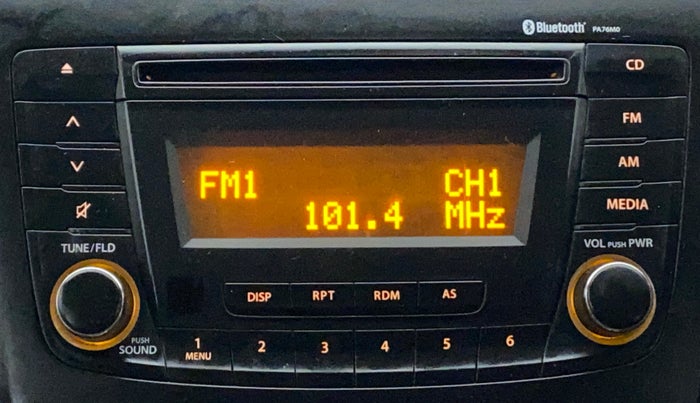 Bluetooth PA76M0
CD
FM
AM
MEDIA
FM1 CH1
101.4 MHz
TUNE/FLD
VOL PUSH PWR
DISP RPT RDM AS
PUSH
SOUND
1 2 3 4 5 6
MENU